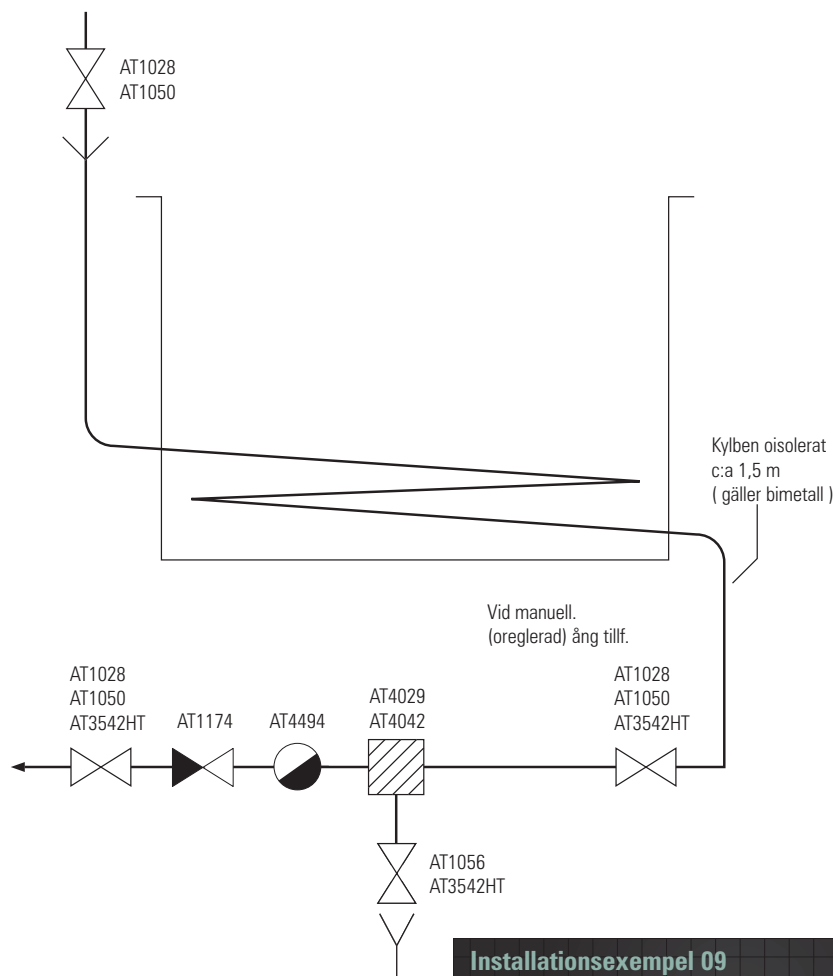 AT1028
AT1050
Kylben oisolerat
c:a 1,5 m
( gäller bimetall )
Vid manuell.
(oreglerad) ång tillf.
AT1028
AT1050
AT3542HT
AT1174
AT4494
AT4029
AT4042
AT1028
AT1050
AT3542HT
AT1056
AT3542HT
Installationsexempel 09